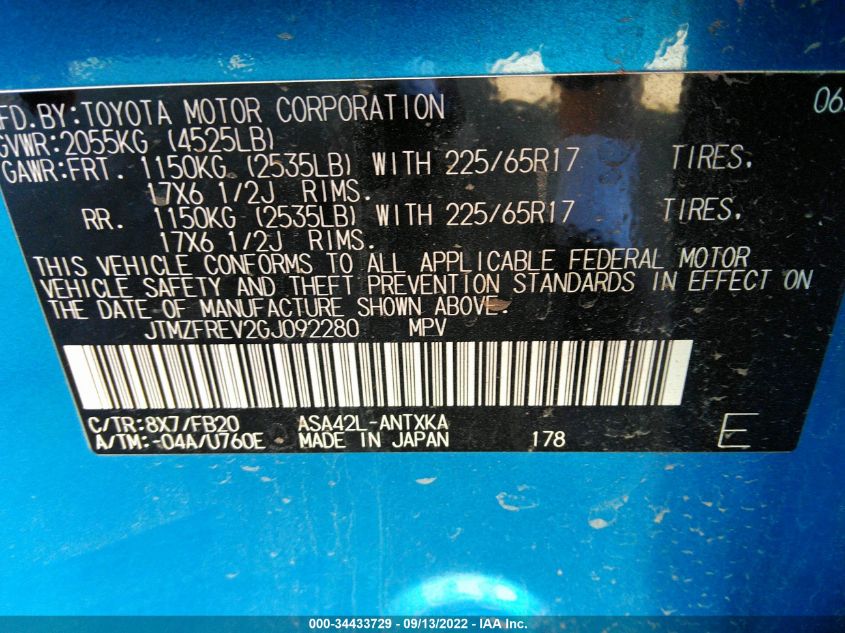 FD.BY:TOYOTA MOTOR CORPORATION
GVWR:2055KG (4525LB)
GAWR:FRT. 1150KG (2535LB) WITH 225/65R17 TIRES,
17X6 1/2J RIMS.
RR. 1150KG (2535LB) WITH 225/65R17 TIRES,
17X6 1/2J RIMS.
THIS VEHICLE CONFORMS TO ALL APPLICABLE FEDERAL MOTOR
VEHICLE SAFETY AND THEFT PREVENTION STANDARDS IN EFFECT ON
THE DATE OF MANUFACTURE SHOWN ABOVE.
JTMZFREV2GJ092280 MPV
C/TR:8X7/FB20 ASA42L-ANTXKA
A/TM:-04A/U760E MADE IN JAPAN 178 E
000-34433729 - 09/13/2022 - IAA Inc.